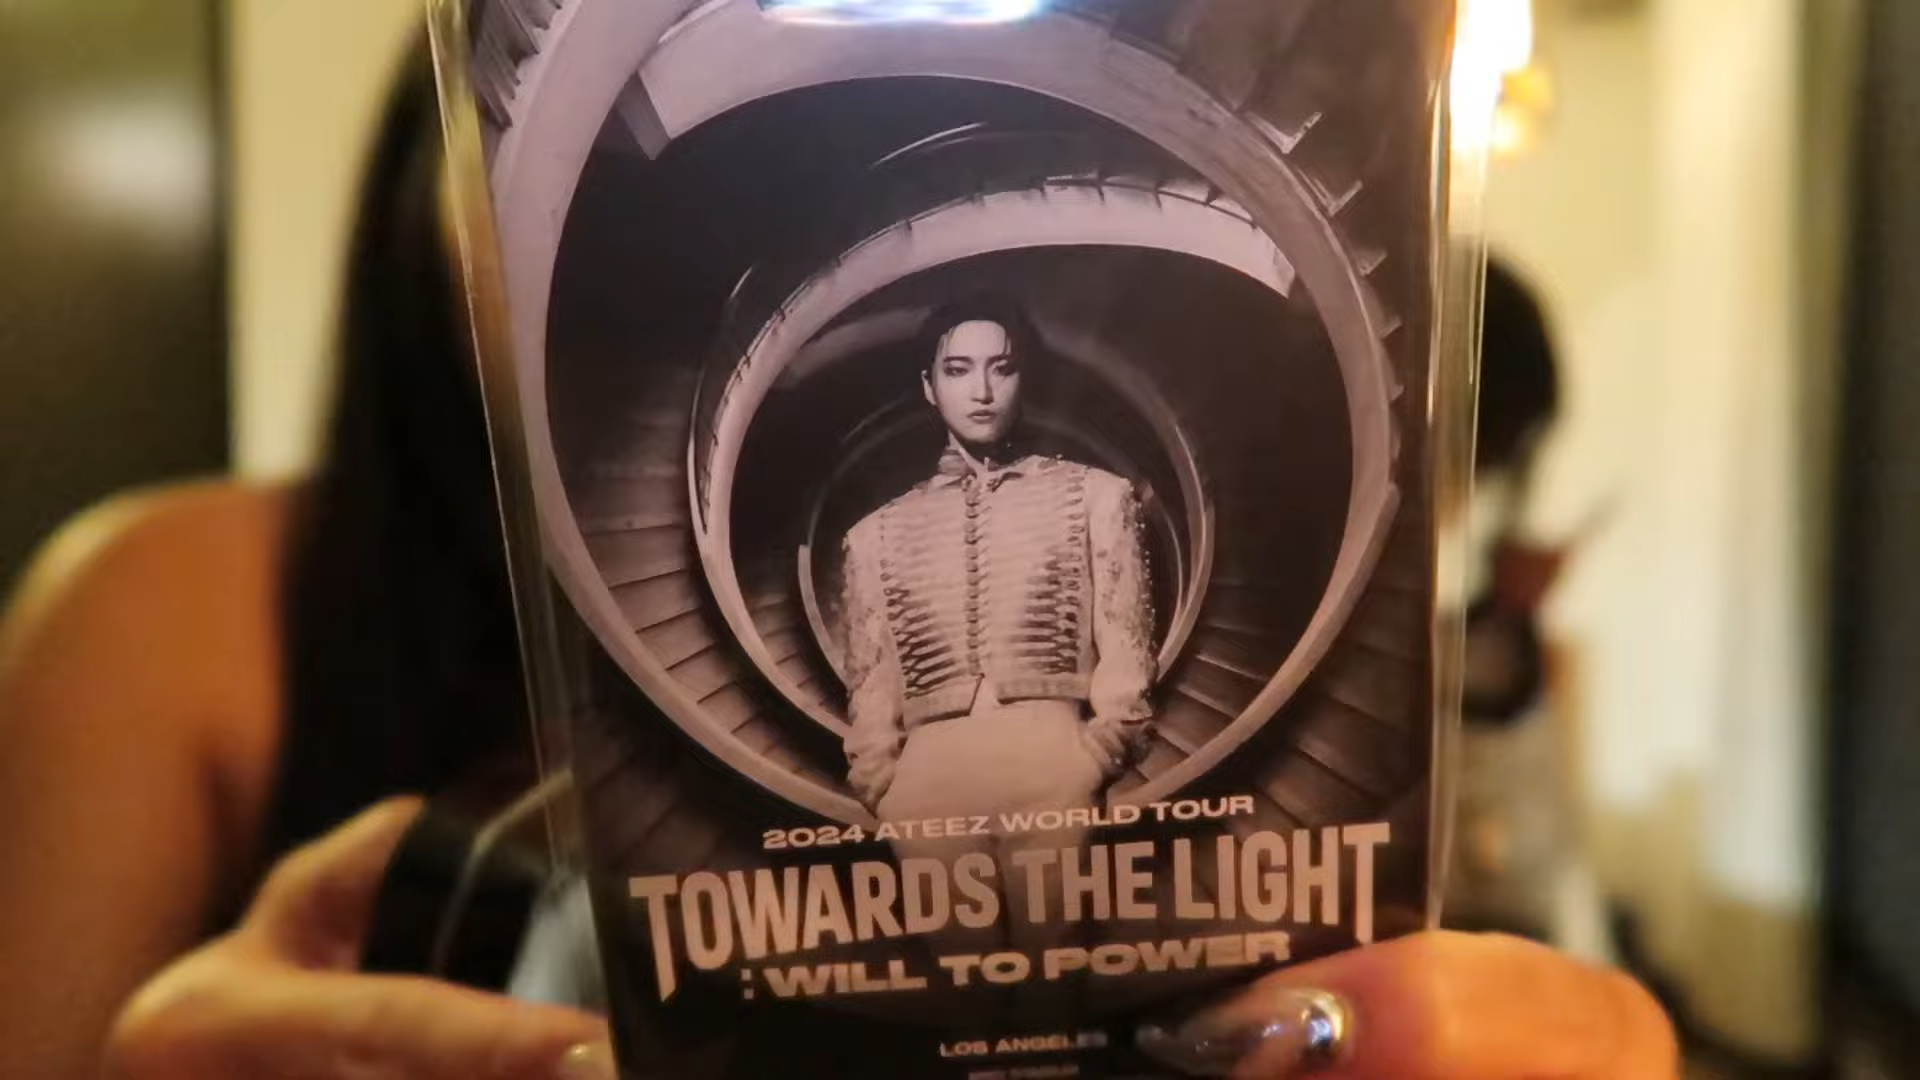 2024 ATEEZ WORLD TOUR
TOWARDS THE LIGHT
: WILL TO POWER
LOS ANGELES